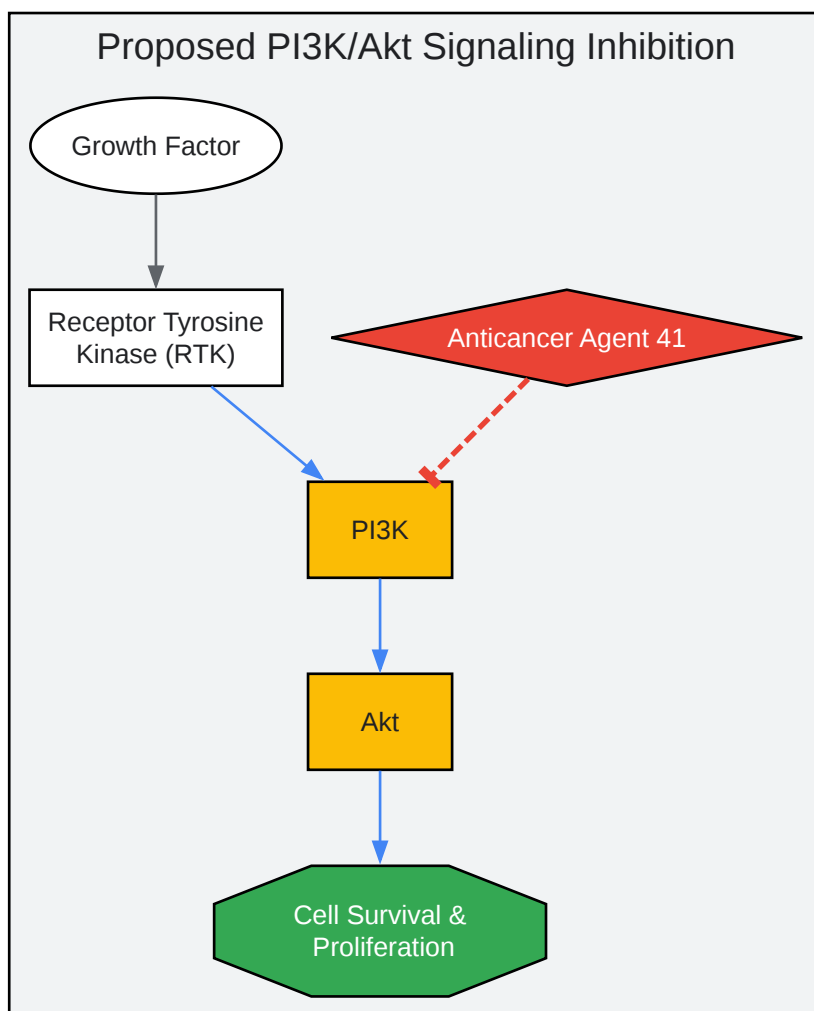 Proposed PI3K/Akt Signaling Inhibition
Growth Factor
Receptor Tyrosine
Kinase (RTK)
Anticancer Agent 41
PI3K
Akt
Cell Survival &
Proliferation